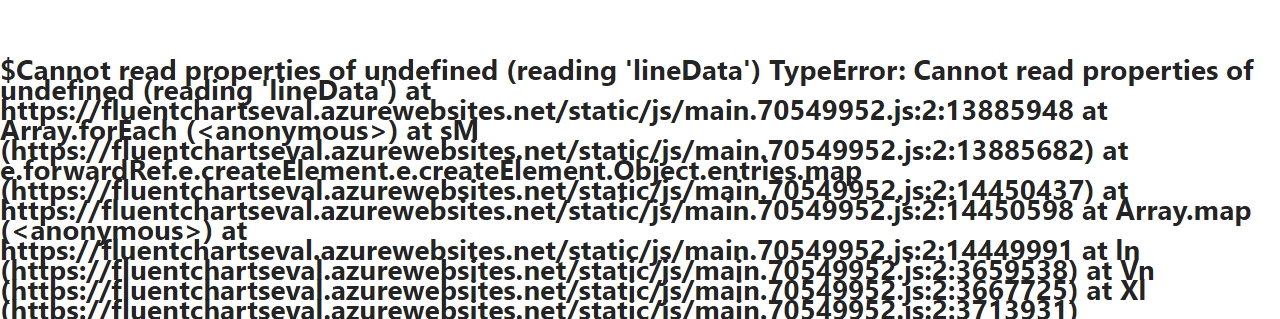 $Cannot read properties of undefined (reading 'lineData') TypeError: Cannot read properties of
undefined (reading 'lineData') at
https://fluentchartseval.azurewebsites.net/static/js/main.70549952.js:2:13885948 at
Array.forEach (<anonymous>) at sM
(https://fluentchartseval.azurewebsites.net/static/js/main.70549952.js:2:13885682) at
e.forwardRef.e.createElement.e.createElement.Object.entries.map
(https://fluentchartseval.azurewebsites.net/static/js/main.70549952.js:2:14450437) at
https://fluentchartseval.azurewebsites.net/static/js/main.70549952.js:2:14450598 at Array.map
(<anonymous>) at
https://fluentchartseval.azurewebsites.net/static/js/main.70549952.js:2:14449991 at ln
(https://fluentchartseval.azurewebsites.net/static/js/main.70549952.js:2:3659538) at Vn
(https://fluentchartseval.azurewebsites.net/static/js/main.70549952.js:2:3667725) at Xl
(https://fluentchartseval.azurewebsites.net/static/js/main.70549952.js:2:3713931)